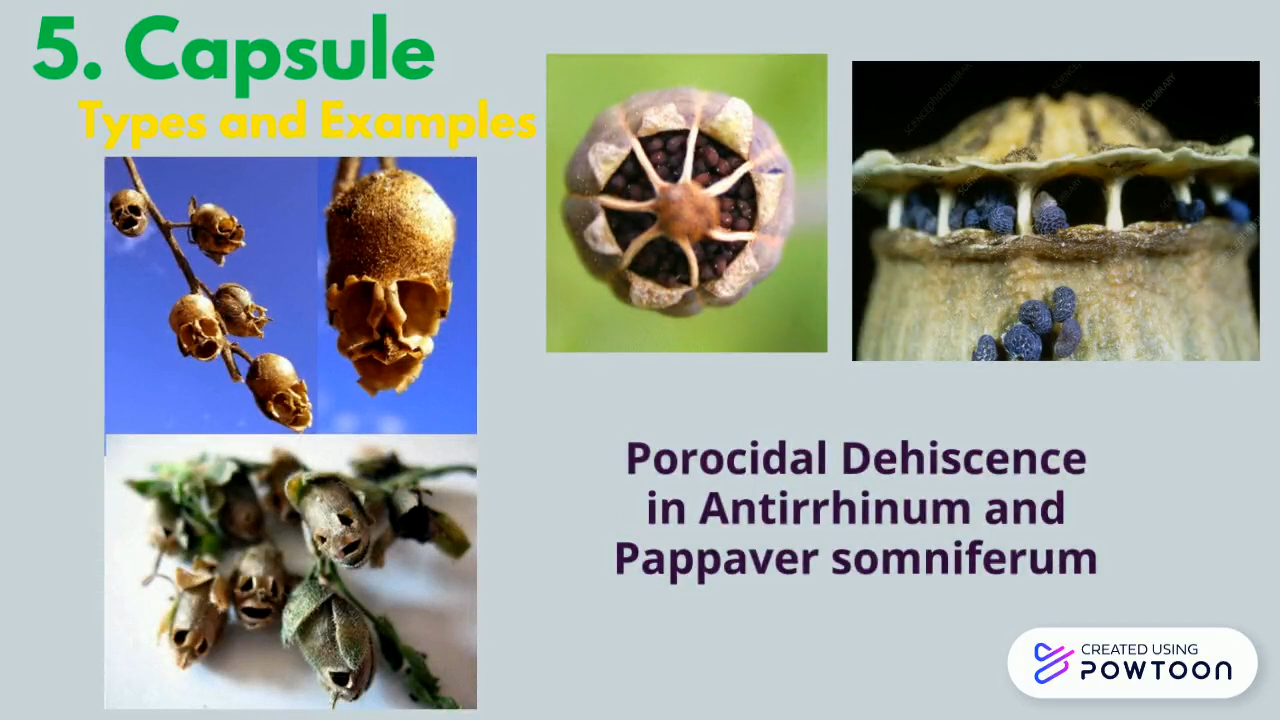 5. Capsule
Types and Examples
Porocidal Dehiscence
in Antirrhinum and
Pappaver somniferum
CREATED USING
POWTOON